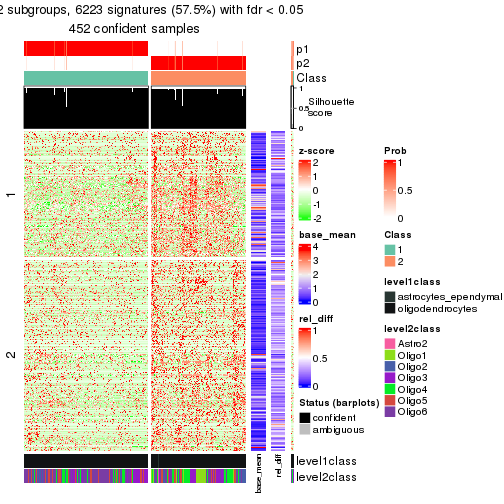 2 subgroups, 6223 signatures (57.5%) with fdr < 0.05
452 confident samples
p1
p2
Class
1
0.5
0
Silhouette
score
1
2
base_mean
rel_diff
level1class
level2class
z-score
2
1
0
-1
-2
base_mean
4
3
2
1
0
rel_diff
1
0.5
0
Status (barplots)
confident
ambiguous
Prob
1
0.5
0
Class
1
2
level1class
astrocytes_ependymal
oligodendrocytes
level2class
Astro2
Oligo1
Oligo2
Oligo3
Oligo4
Oligo5
Oligo6